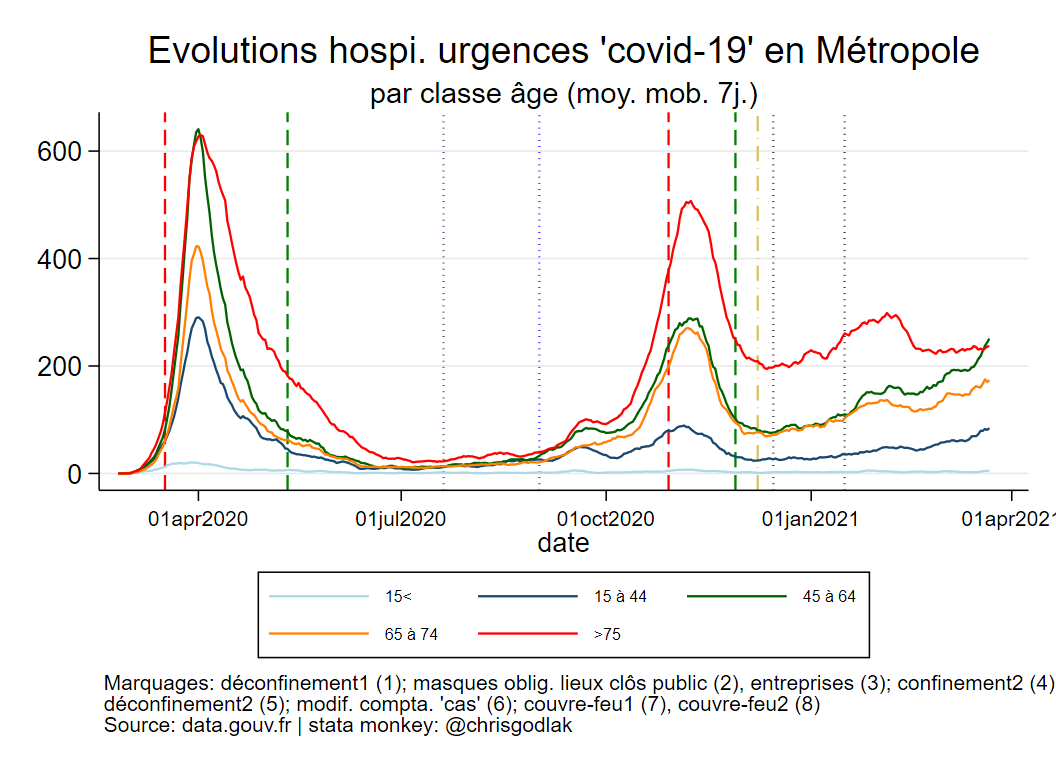 Evolutions hospi. urgences 'covid-19' en Métropole
par classe âge (moy. mob. 7j.)
600
400
200
0
01apr2020 01jul2020 01oct2020 01jan2021 01apr2021
date
15< 15 à 44 45 à 64
65 à 74 >75
Marquages: déconfinement1 (1); masques oblig. lieux clôs public (2), entreprises (3); confinement2 (4)
déconfinement2 (5); modif. compta. 'cas' (6); couvre-feu1 (7), couvre-feu2 (8)
Source: data.gouv.fr | stata monkey: @chrisgodlak